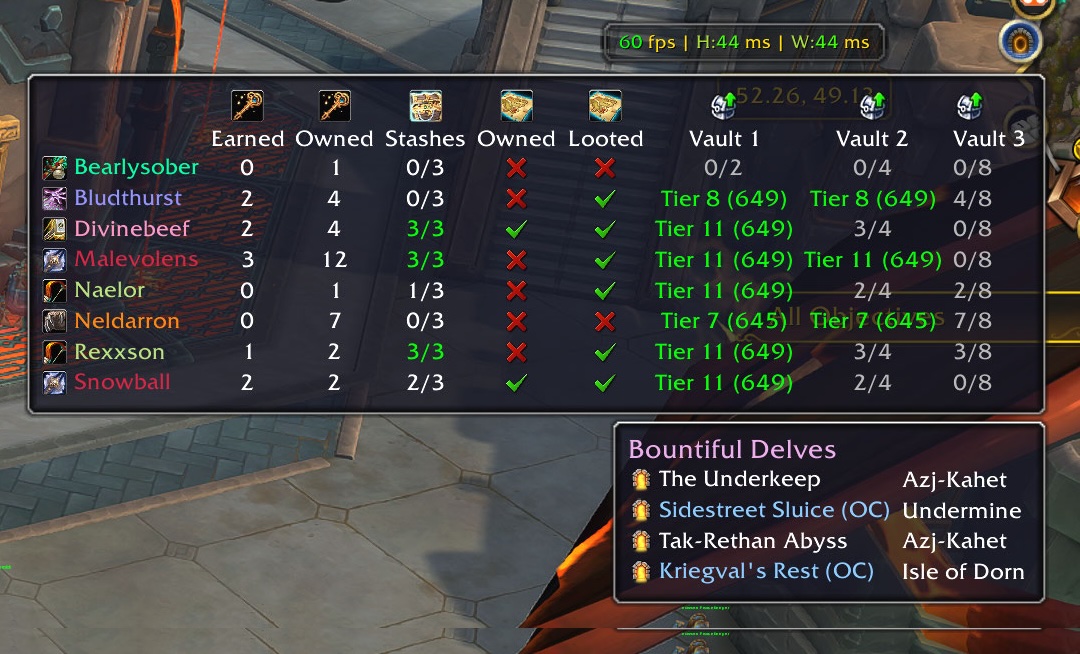 60 fps | H:44 ms | W:44 ms
52.26, 49.1
Earned Owned Stashes Owned Looted Vault 1 Vault 2 Vault 3
Bearlysober 0 1 0/3 0/2 0/4 0/8
Bludthurst 2 4 0/3 Tier 8 (649) Tier 8 (649) 4/8
Divinebeef 2 4 3/3 Tier 11 (649) 3/4 0/8
Malevolens 3 12 3/3 Tier 11 (649) Tier 11 (649) 0/8
Naelor 0 1 1/3 Tier 11 (649) 2/4 2/8
Neldarron 0 7 0/3 Tier 7 (645) Tier 7 (645) 7/8
All Objectives
Rexxson 1 2 3/3 Tier 11 (649) 3/4 3/8
Snowball 2 2 2/3 Tier 11 (649) 2/4 0/8
Bountiful Delves
The Underkeep Azj-Kahet
Sidestreet Sluice (OC) Undermine
Tak-Rethan Abyss Azj-Kahet
Kriegval's Rest (OC) Isle of Dorn